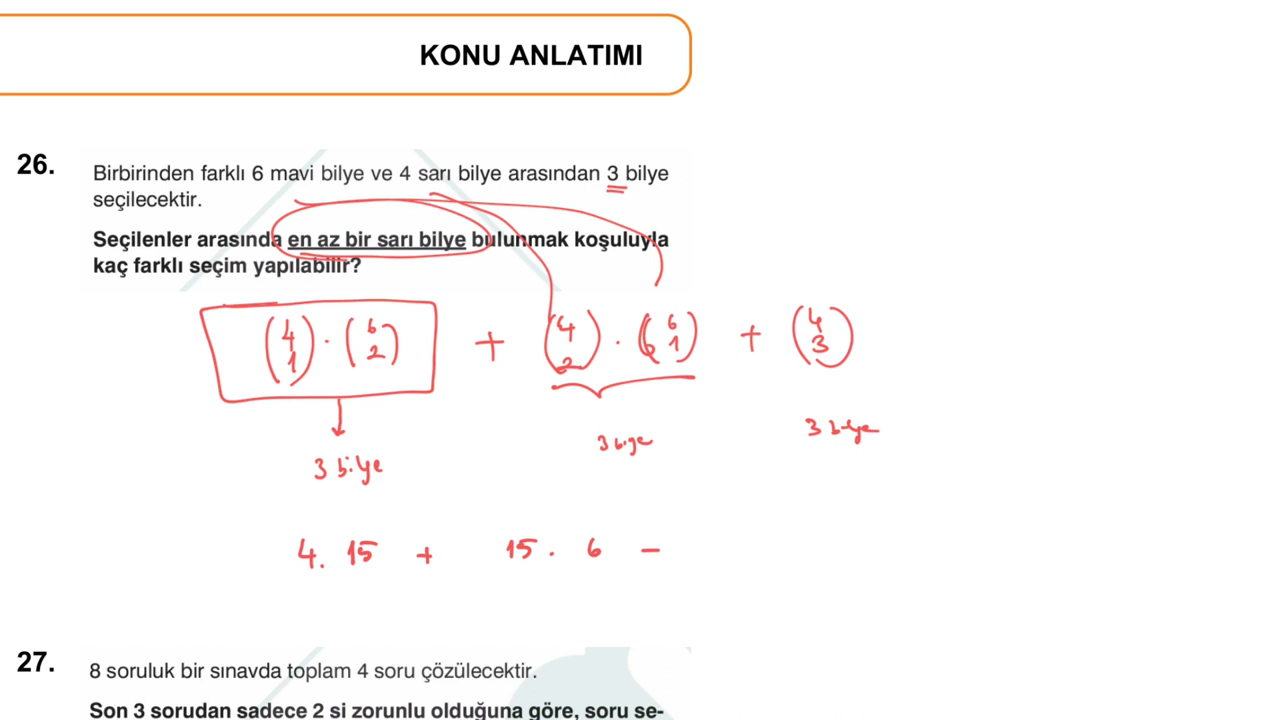 KONU ANLATIMI
26.
Birbirinden farklı 6 mavi bilye ve 4 sarı bilye arasından 3 bilye
seçilecektir.
Seçilenler arasında en az bir sarı bilye bulunmak koşuluyla
kaç farklı seçim yapılabilir?
(4 1) · (6 2) + (4 2) · (6 1) + (4 3)
3 bilye 3 bilye 3 bilye
4. 15 + 15. 6 –
27.
8 soruluk bir sınavda toplam 4 soru çözülecektir.
Son 3 sorudan sadece 2 si zorunlu olduğuna göre, soru se-